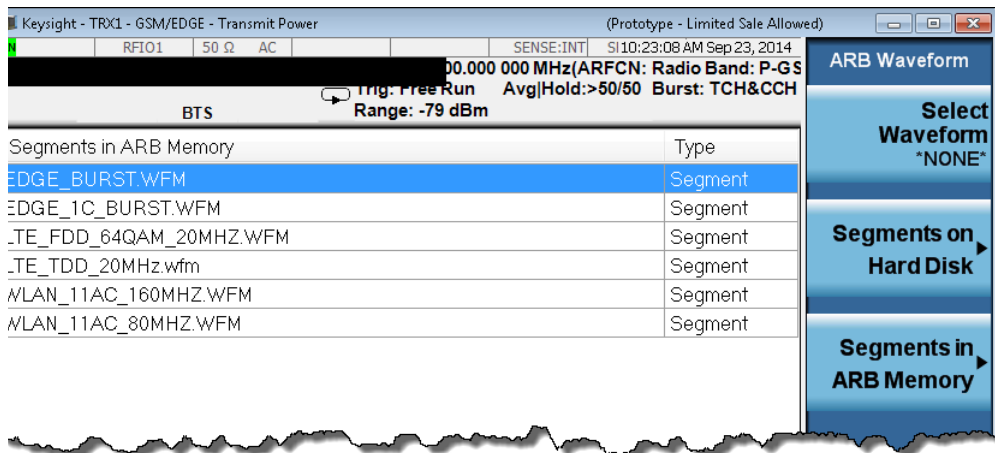 Keysight - TRX1 - GSM/EDGE - Transmit Power (Prototype - Limited Sale Allowed)
RFIO1 50 Ω AC SENSE:INT 10:23:08 AM Sep 23, 2014
00.000 000 MHz(ARFCN: Radio Band: P-GS
Trig: Free Run Avg|Hold:>50/50 Burst: TCH&CCH
BTS Range: -79 dBm
Segments in ARB Memory Type
EDGE_BURST.WFM Segment
EDGE_1C_BURST.WFM Segment
LTE_FDD_64QAM_20MHZ.WFM Segment
LTE_TDD_20MHz.wfm Segment
WLAN_11AC_160MHZ.WFM Segment
WLAN_11AC_80MHZ.WFM Segment
ARB Waveform
Select
Waveform
*NONE*
Segments on
Hard Disk
Segments in
ARB Memory